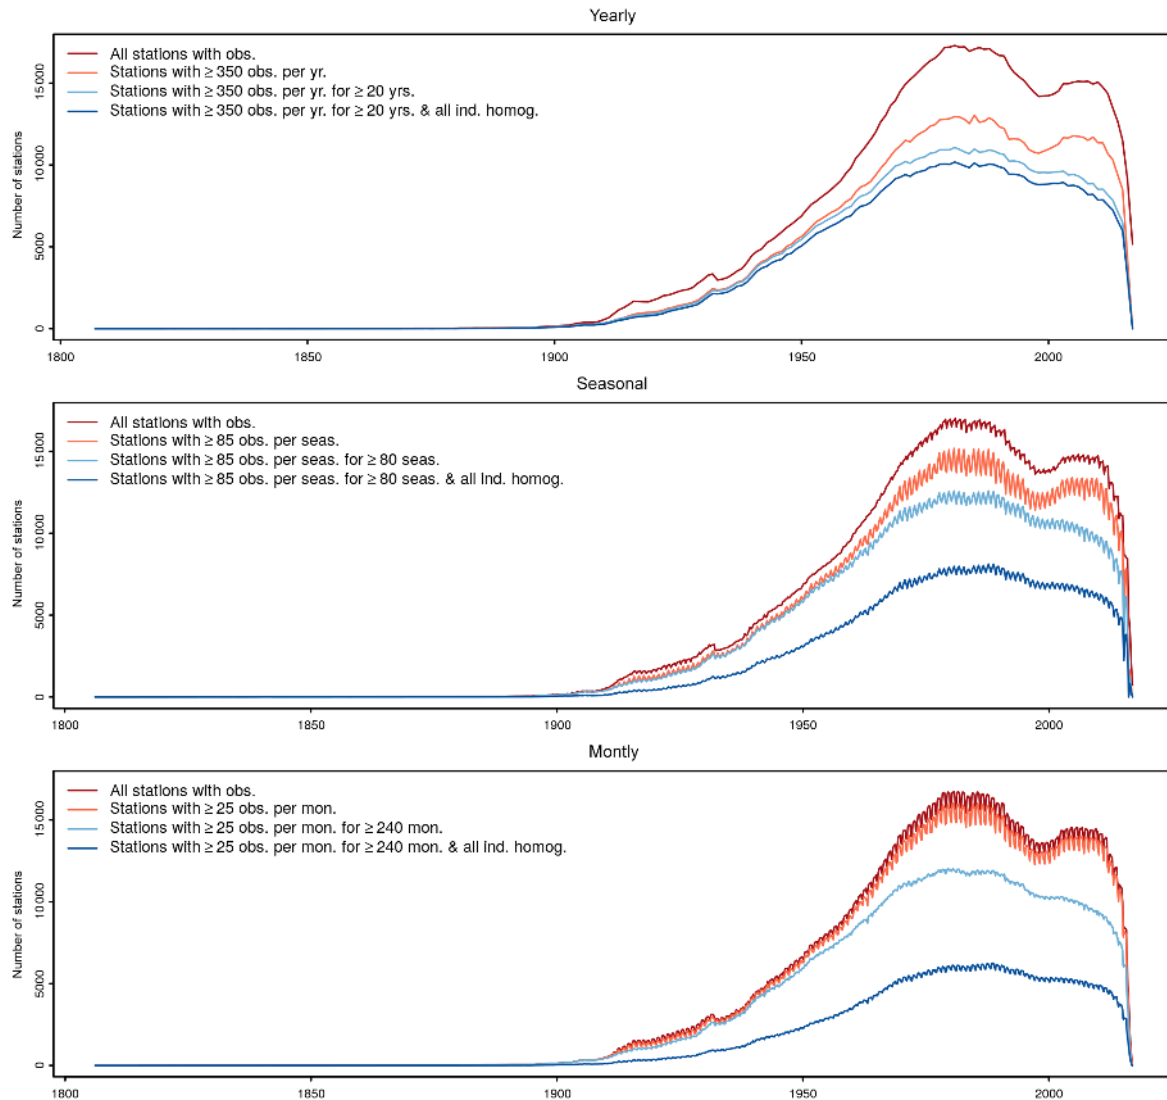 Yearly
All stations with obs.
Stations with ≥ 350 obs. per yr.
Stations with ≥ 350 obs. per yr. for ≥ 20 yrs.
Stations with ≥ 350 obs. per yr. for ≥ 20 yrs. & all ind. homog.
Number of stations
0 5000 10000 15000
1800 1850 1900 1950 2000
Seasonal
All stations with obs.
Stations with ≥ 85 obs. per seas.
Stations with ≥ 85 obs. per seas. for ≥ 80 seas.
Stations with ≥ 85 obs. per seas. for ≥ 80 seas. & all Ind. homog.
Number of stations
0 5000 10000 15000
1800 1850 1900 1950 2000
Montly
All stations with obs.
Stations with ≥ 25 obs. per mon.
Stations with ≥ 25 obs. per mon. for ≥ 240 mon.
Stations with ≥ 25 obs. per mon. for ≥ 240 mon. & all ind. homog.
Number of stations
0 5000 10000 15000
1800 1850 1900 1950 2000